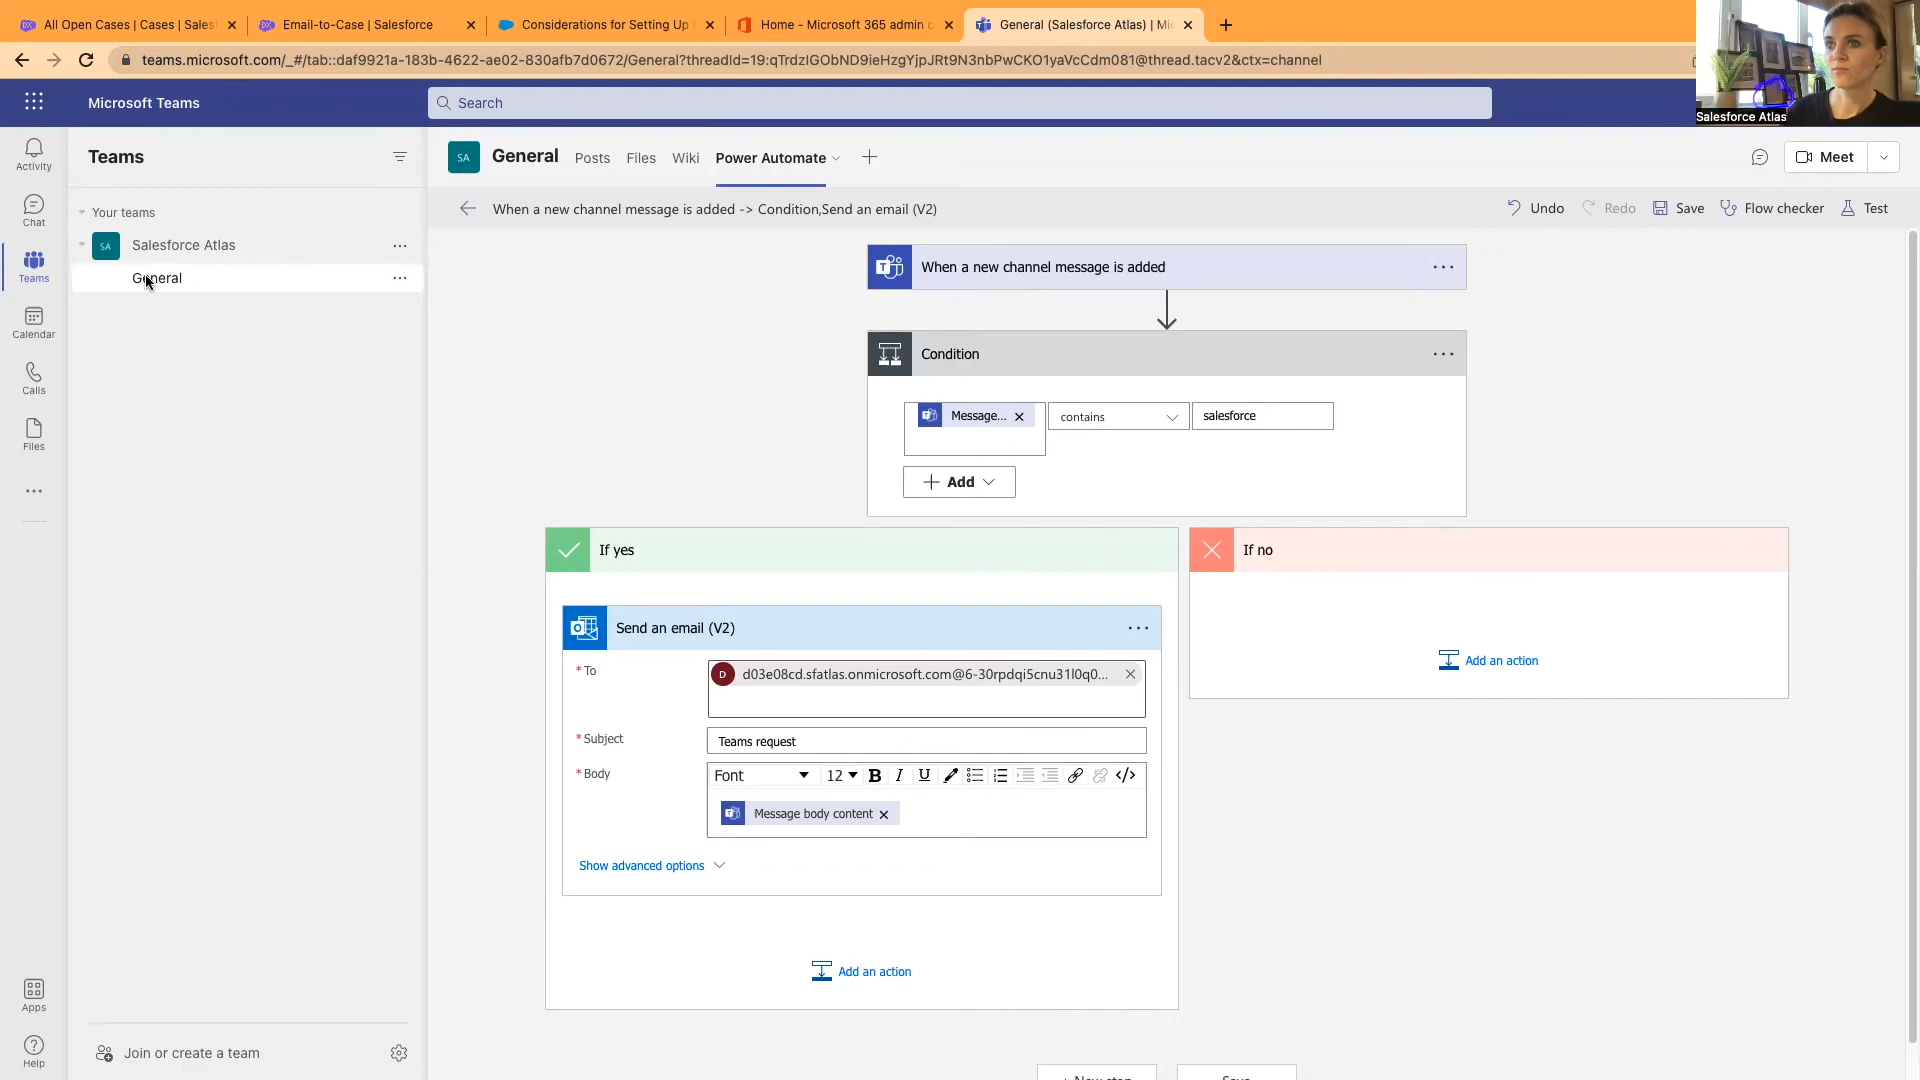 All Open Cases | Cases | Sales
Email-to-Case | Salesforce
Considerations for Setting Up
Home - Microsoft 365 admin c
General (Salesforce Atlas) | Mi
teams.microsoft.com/_#/tab::daf9921a-183b-4622-ae02-830afb7d0672/General?threadId=19:qTrdzIGObND9ieHzgYjpJRt9N3nbPwCKO1yaVcCdm081@thread.tacv2&ctx=channel
Microsoft Teams
Search
Salesforce Atlas
Activity
Chat
Teams
Calendar
Calls
Files
Apps
Help
Teams
Your teams
SA Salesforce Atlas
General
Join or create a team
SA General Posts Files Wiki Power Automate
Meet
When a new channel message is added -> Condition,Send an email (V2)
Undo Redo Save Flow checker Test
When a new channel message is added
Condition
Message... contains salesforce
Add
If yes
If no
Send an email (V2)
Add an action
* To D d03e08cd.sfatlas.onmicrosoft.com@6-30rpdqi5cnu31l0q0...
* Subject Teams request
* Body Font 12 B I U </>
Message body content
Show advanced options
Add an action
+ New step Save